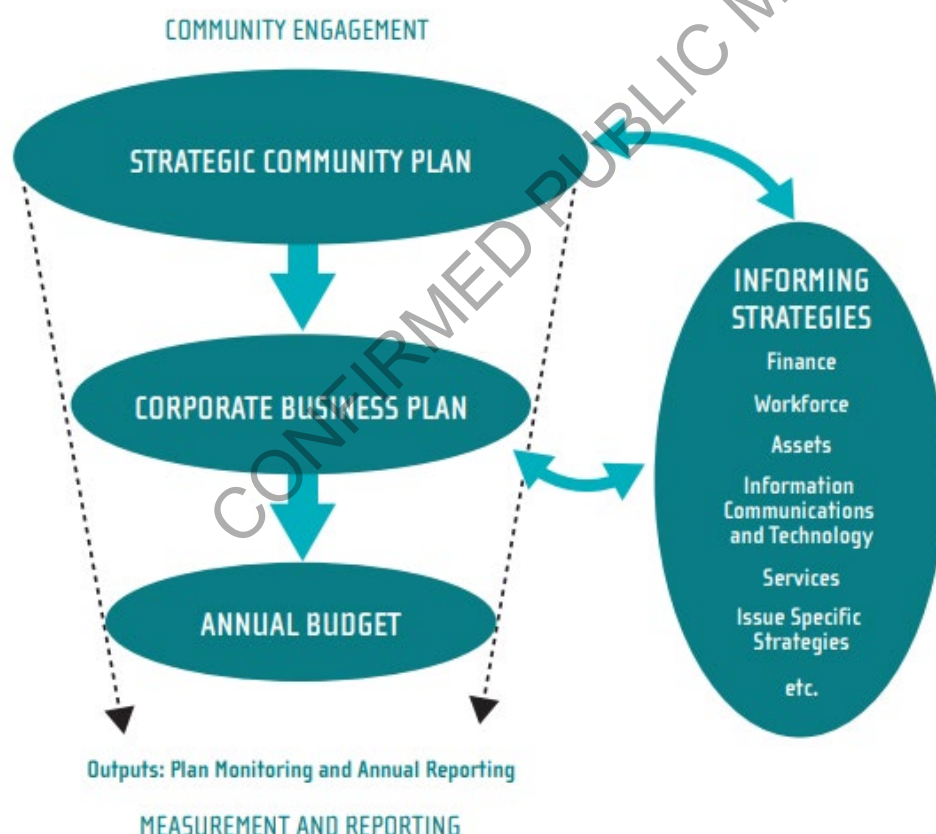 COMMUNITY ENGAGEMENT
STRATEGIC COMMUNITY PLAN
CORPORATE BUSINESS PLAN
ANNUAL BUDGET
INFORMING
STRATEGIES
Finance
Workforce
Assets
Information
Communications
and Technology
Services
Issue Specific
Strategies
etc.
Outputs: Plan Monitoring and Annual Reporting
MEASUREMENT AND REPORTING
CONFIRMED PUBLIC